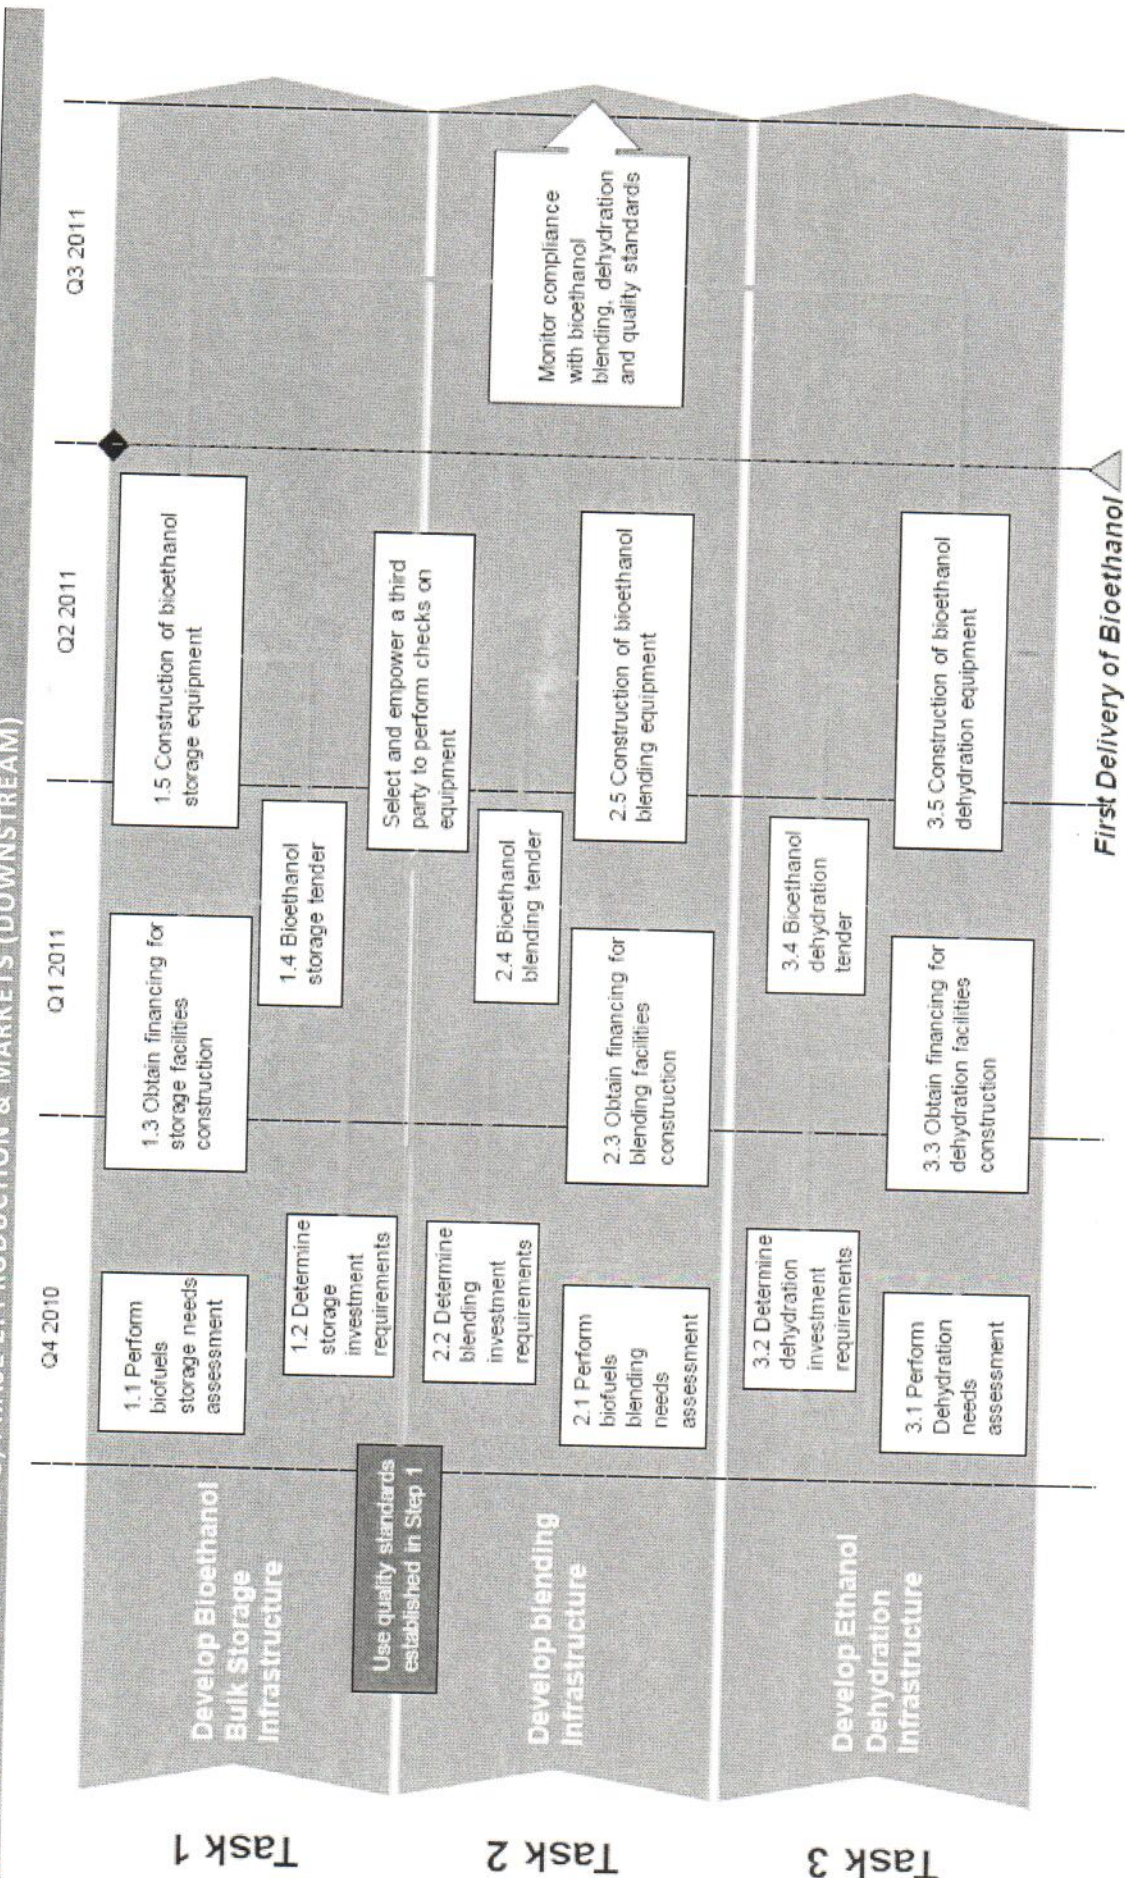 PRODUCTION & MARKETS (DOWNSTREAM)
Q4 2010
Q1 2011
Q2 2011
Q3 2011
Task 1
Develop Bioethanol
Bulk Storage
Infrastructure
1.1 Perform
biofuels
storage needs
assessment
1.2 Determine
storage
investment
requirements
1.3 Obtain financing for
storage facilities
construction
1.4 Bioethanol
storage tender
1.5 Construction of bioethanol
storage equipment
Use quality standards
established in Step 1
Select and empower a third
party to perform checks on
equipment
Task 2
Develop blending
Infrastructure
2.2 Determine
blending
investment
requirements
2.1 Perform
biofuels
blending
needs
assessment
2.4 Bioethanol
blending tender
2.3 Obtain financing for
blending facilities
construction
2.5 Construction of bioethanol
blending equipment
Monitor compliance
with bioethanol
blending, dehydration
and quality standards
Task 3
Develop Ethanol
Dehydration
Infrastructure
3.2 Determine
dehydration
investment
requirements
3.1 Perform
Dehydration
needs
assessment
3.4 Bioethanol
dehydration
tender
3.3 Obtain financing for
dehydration facilities
construction
3.5 Construction of bioethanol
dehydration equipment
First Delivery of Bioethanol